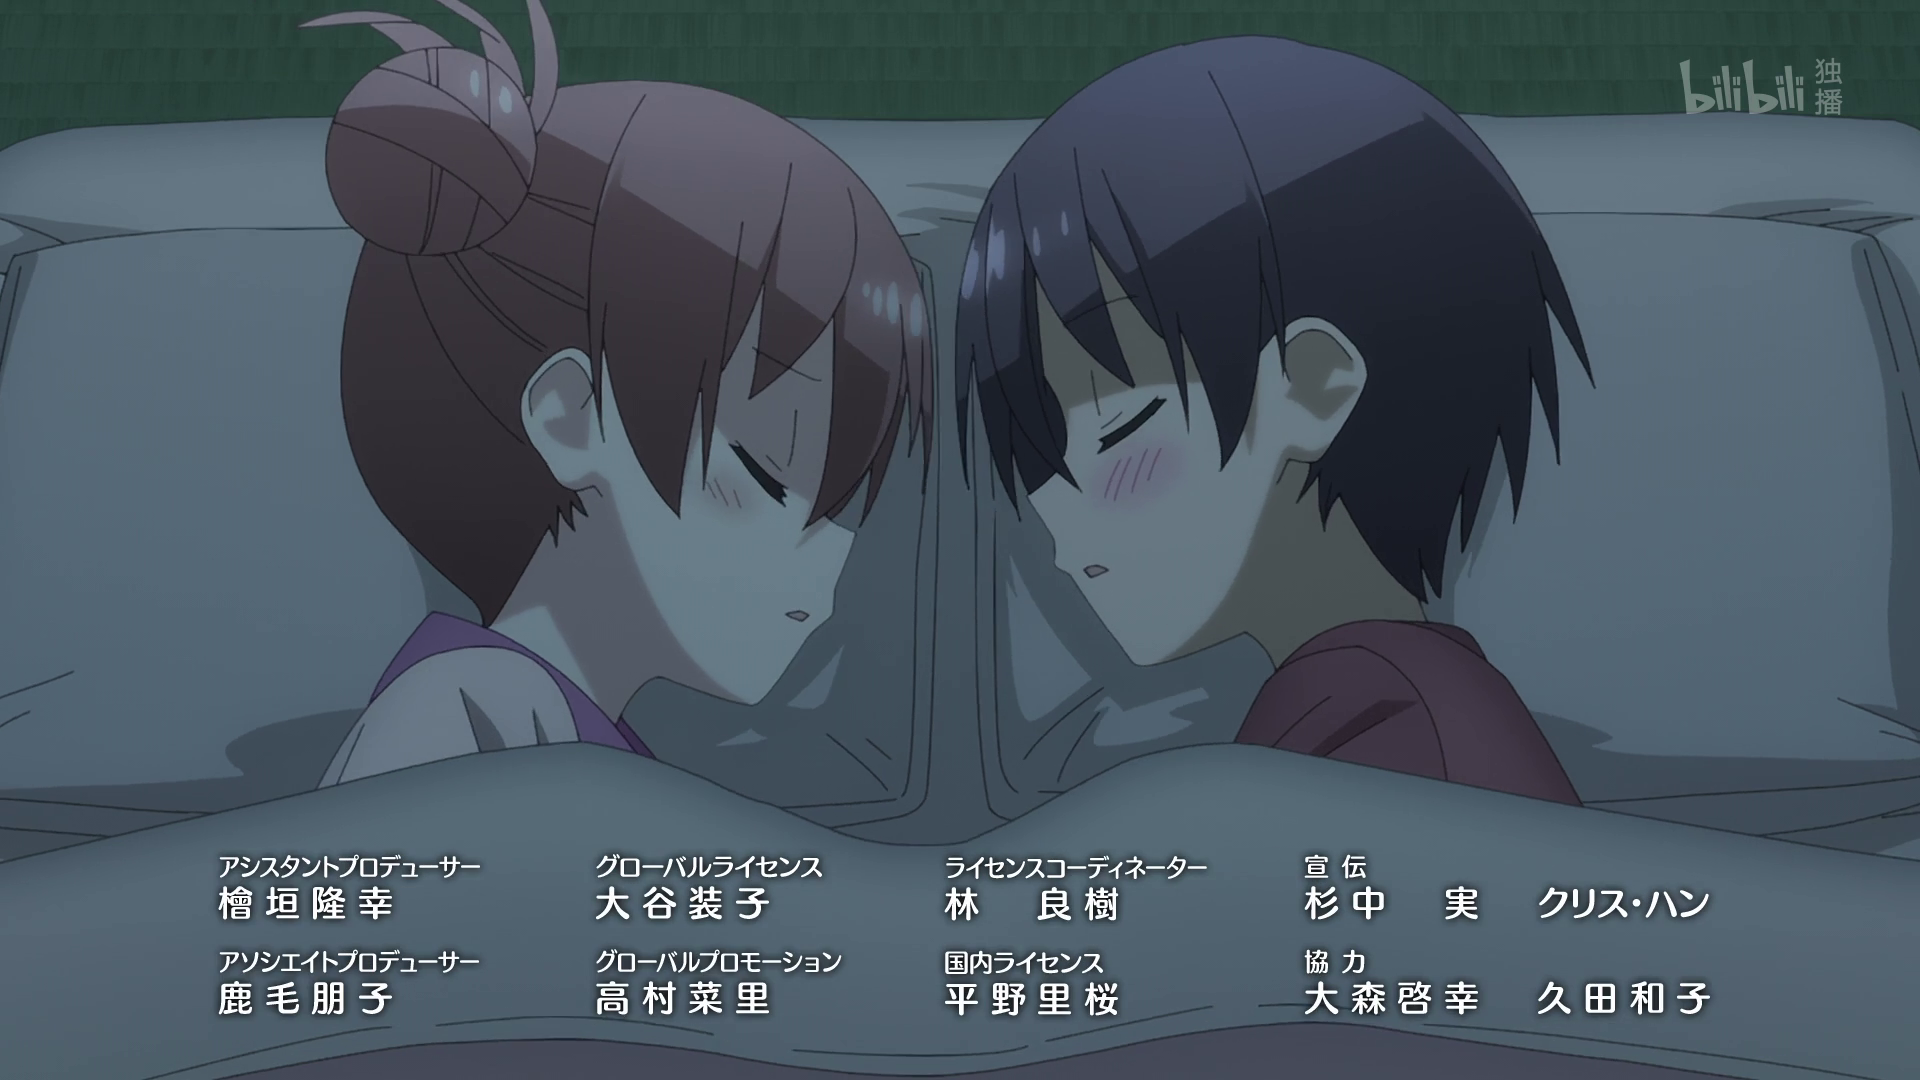 bilibili 独播
アシスタントプロデューサー グローバルライセンス ライセンスコーディネーター 宣伝
檜垣隆幸 大谷装子 林 良樹 杉中 実 クリス・ハン
アソシエイトプロデューサー グローバルプロモーション 国内ライセンス 協力
鹿毛朋子 高村菜里 平野里桜 大森啓幸 久田和子